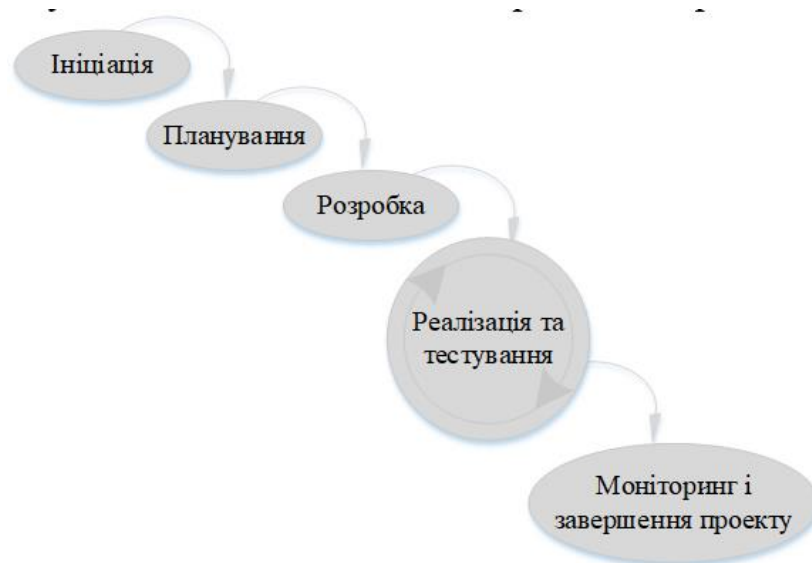 Ініціація
Планування
Розробка
Реалізація та
тестування
Моніторинг і
завершення проекту